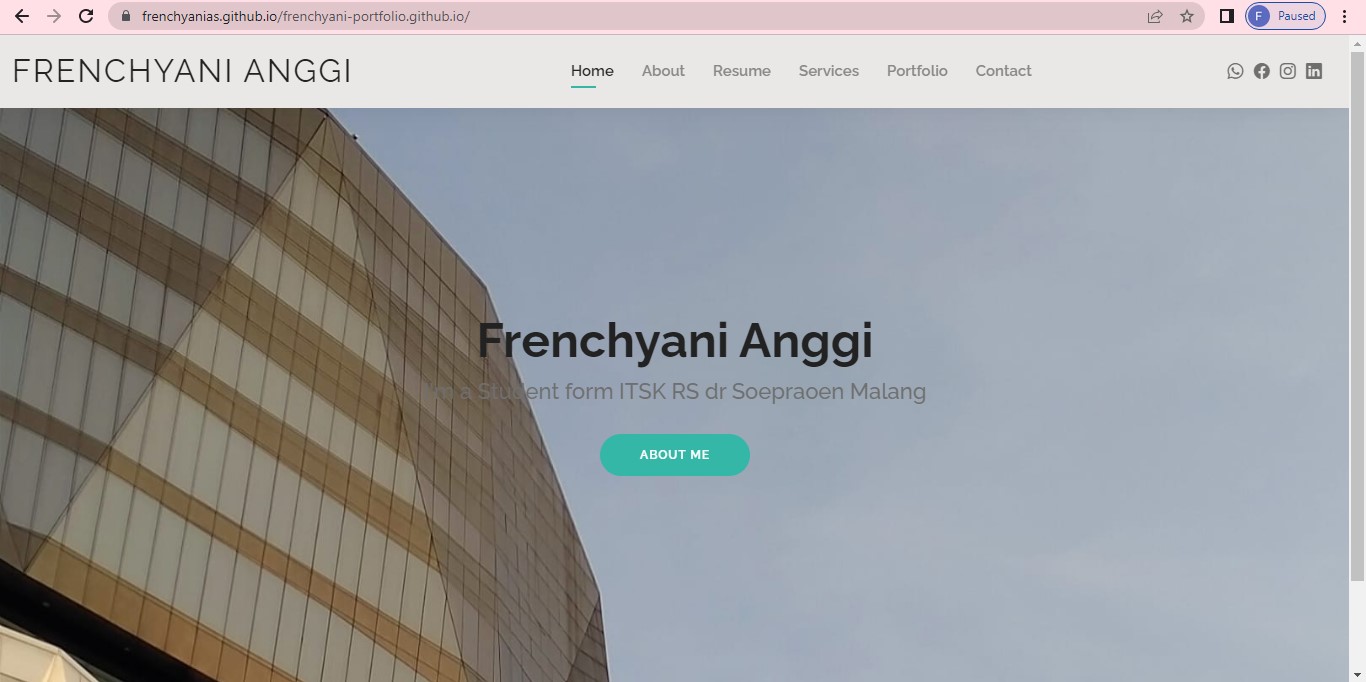 frenchyanias.github.io/frenchyani-portfolio.github.io/
F Paused
FRENCHYANI ANGGI
Home About Resume Services Portfolio Contact
Frenchyani Anggi
I'm a Student form ITSK RS dr Soepraoen Malang
ABOUT ME